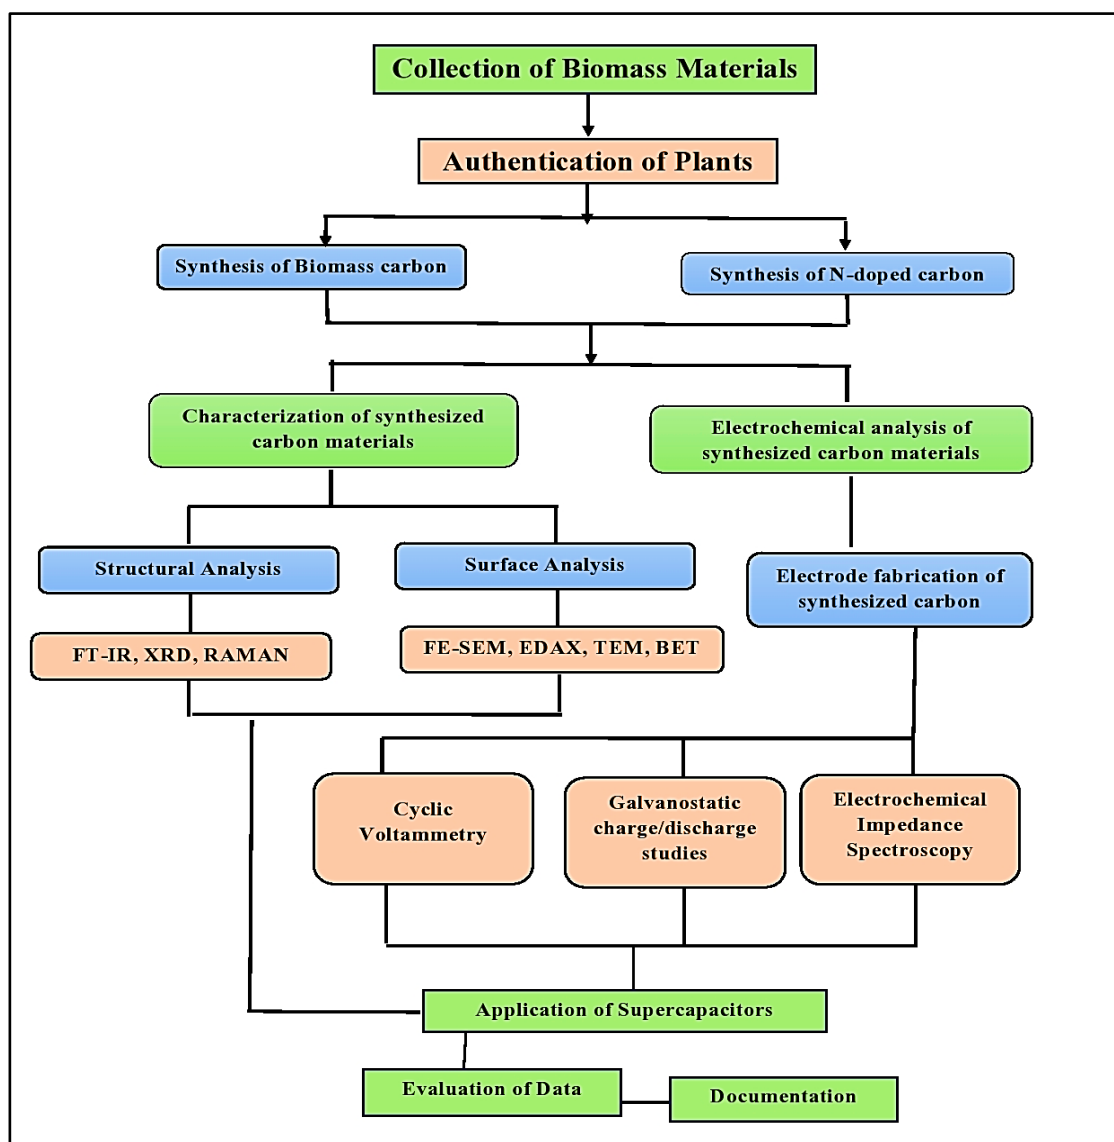 Collection of Biomass Materials
Authentication of Plants
Synthesis of Biomass carbon
Synthesis of N-doped carbon
Characterization of synthesized
carbon materials
Electrochemical analysis of
synthesized carbon materials
Structural Analysis
Surface Analysis
Electrode fabrication of
synthesized carbon
FT-IR, XRD, RAMAN
FE-SEM, EDAX, TEM, BET
Cyclic
Voltammetry
Galvanostatic
charge/discharge
studies
Electrochemical
Impedance
Spectroscopy
Application of Supercapacitors
Evaluation of Data
Documentation